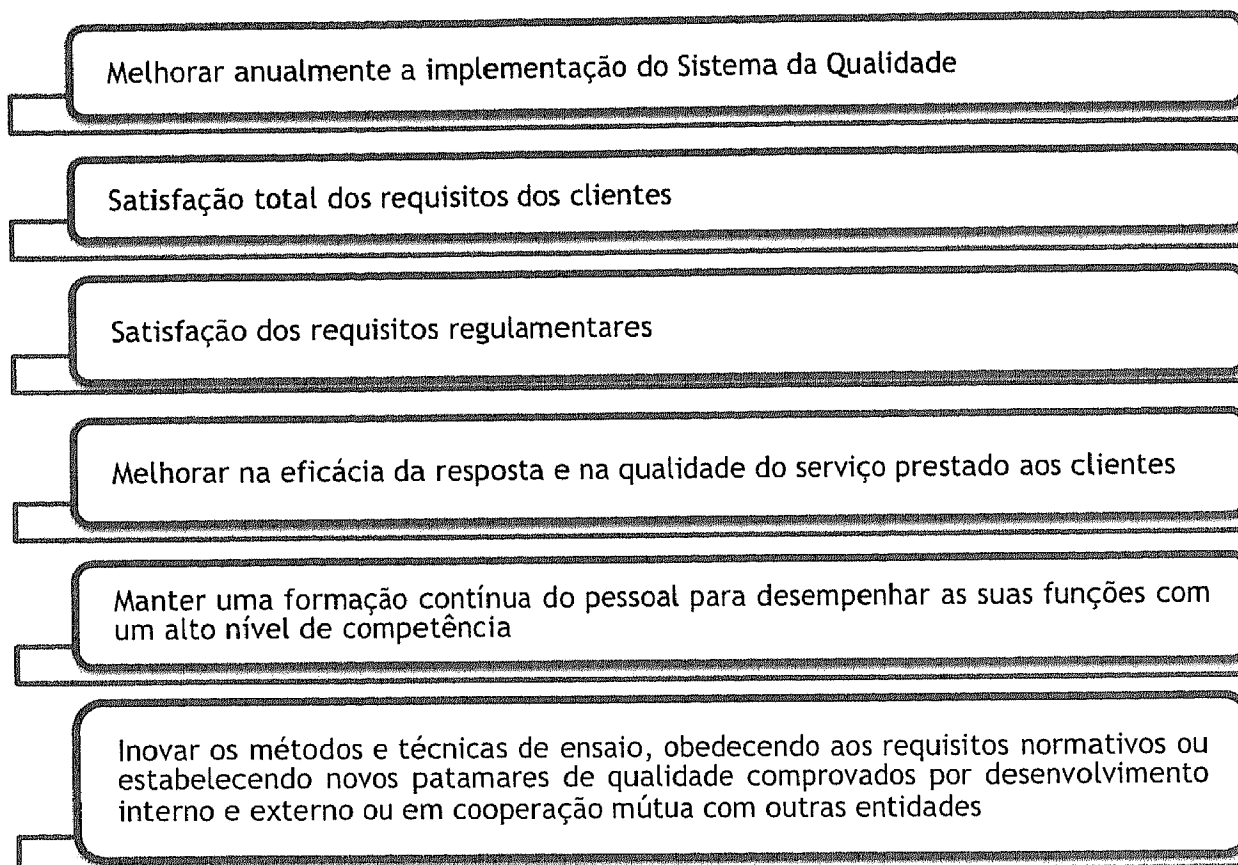 Melhorar anualmente a implementação do Sistema da Qualidade
Satisfação total dos requisitos dos clientes
Satisfação dos requisitos regulamentares
Melhorar na eficácia da resposta e na qualidade do serviço prestado aos clientes
Manter uma formação contínua do pessoal para desempenhar as suas funções com
um alto nível de competência
Inovar os métodos e técnicas de ensaio, obedecendo aos requisitos normativos ou
estabelecendo novos patamares de qualidade comprovados por desenvolvimento
interno e externo ou em cooperação mútua com outras entidades